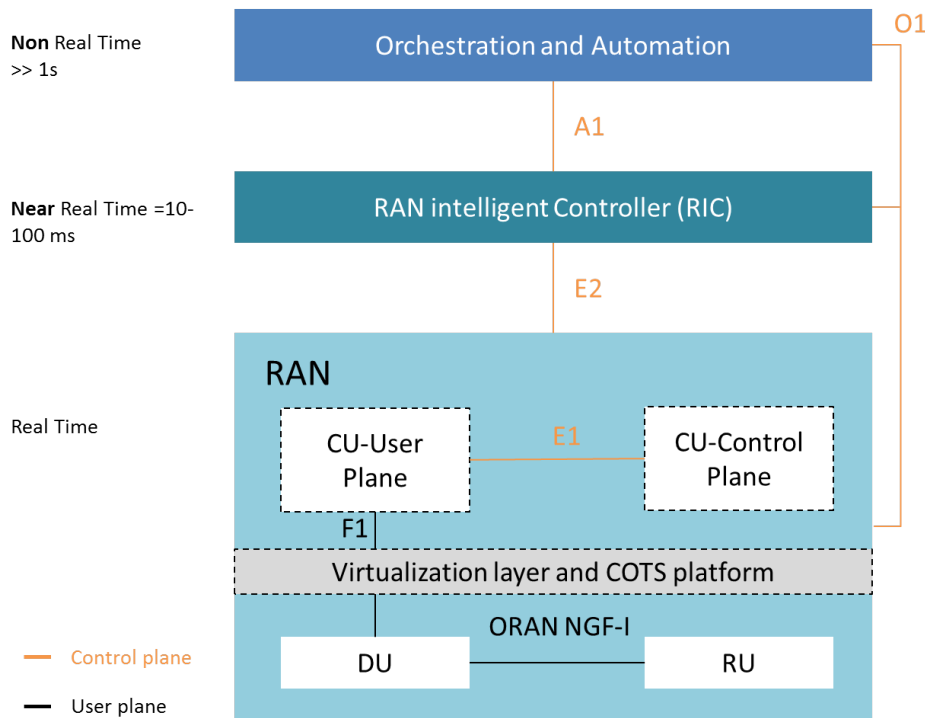 O1
Non Real Time
>> 1s
Orchestration and Automation
A1
Near Real Time =10-
100 ms
RAN intelligent Controller (RIC)
E2
RAN
Real Time
CU-User
Plane
E1
CU-Control
Plane
F1
Virtualization layer and COTS platform
ORAN NGF-I
DU
RU
Control plane
User plane